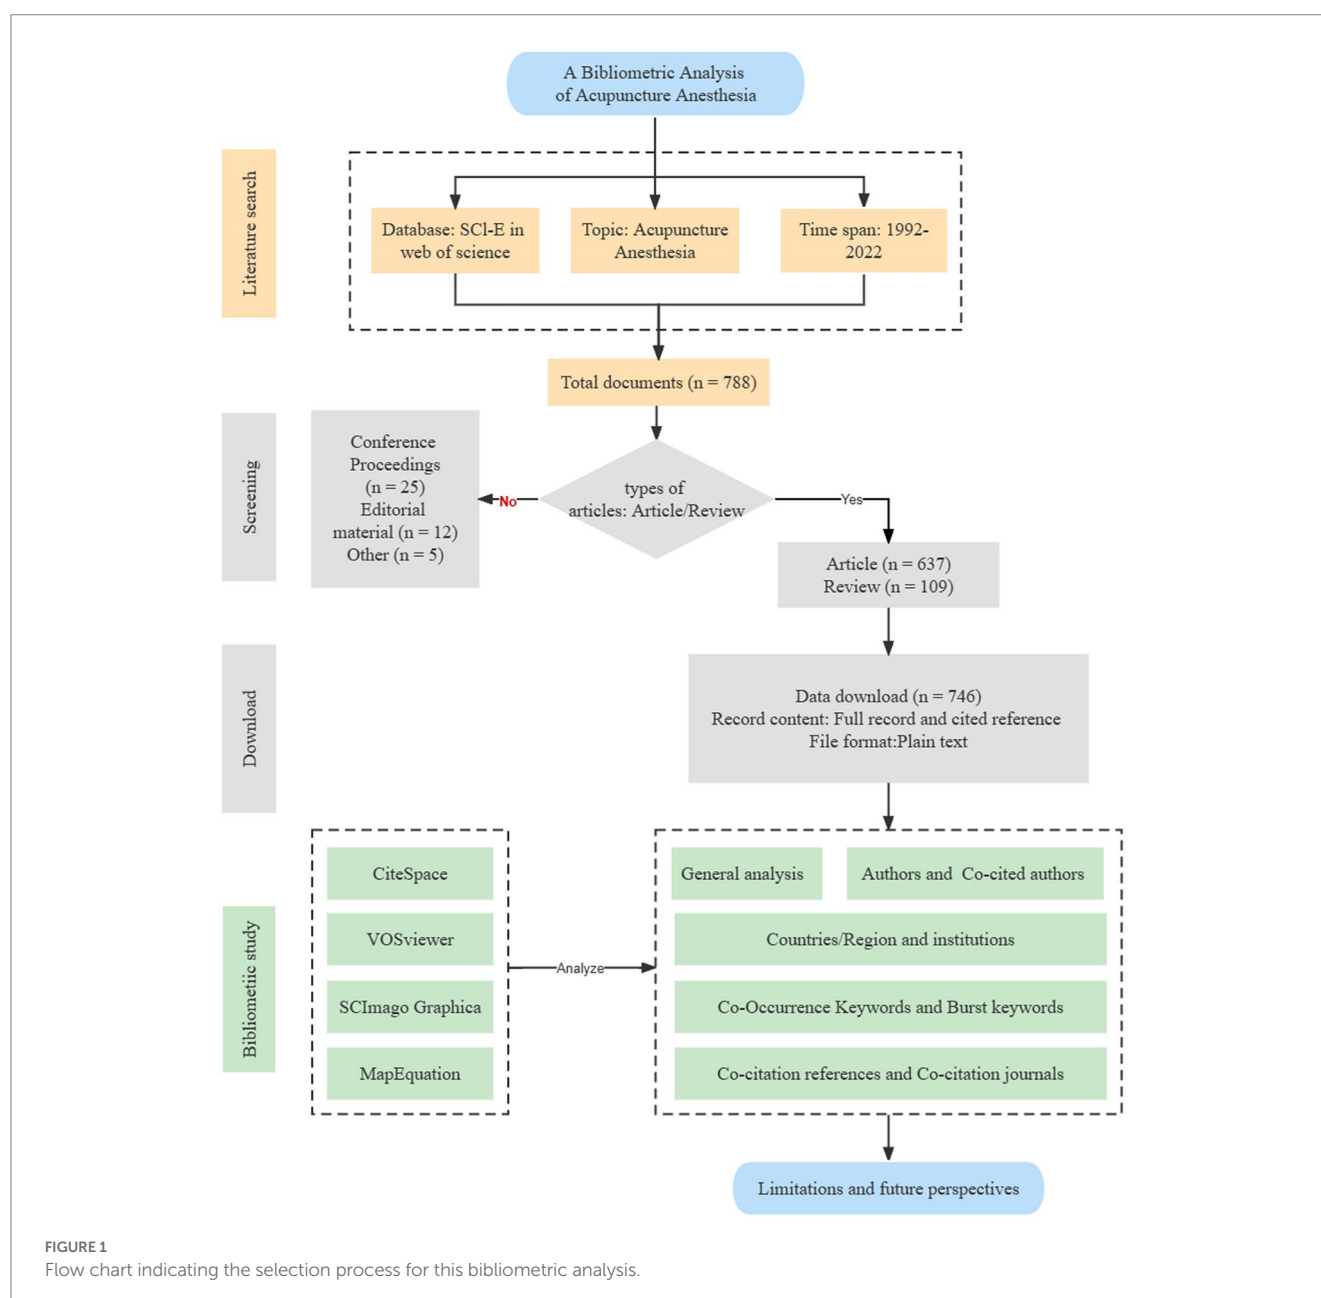 A Bibliometric Analysis
of Acupuncture Anesthesia
Literature search
Database: SCl-E in
web of science
Topic: Acupuncture
Anesthesia
Time span: 1992-
2022
Total documents (n = 788)
Screening
Conference
Proceedings
(n = 25)
Editorial
material (n = 12)
Other (n = 5)
No
types of
articles: Article/Review
Yes
Article (n = 637)
Review (n = 109)
Download
Data download (n = 746)
Record content: Full record and cited reference
File format:Plain text
Bibliometiic study
CiteSpace
VOSviewer
SCImago Graphica
MapEquation
Analyze
General analysis
Authors and Co-cited authors
Countries/Region and institutions
Co-Occurrence Keywords and Burst keywords
Co-citation references and Co-citation journals
Limitations and future perspectives
FIGURE 1
Flow chart indicating the selection process for this bibliometric analysis.